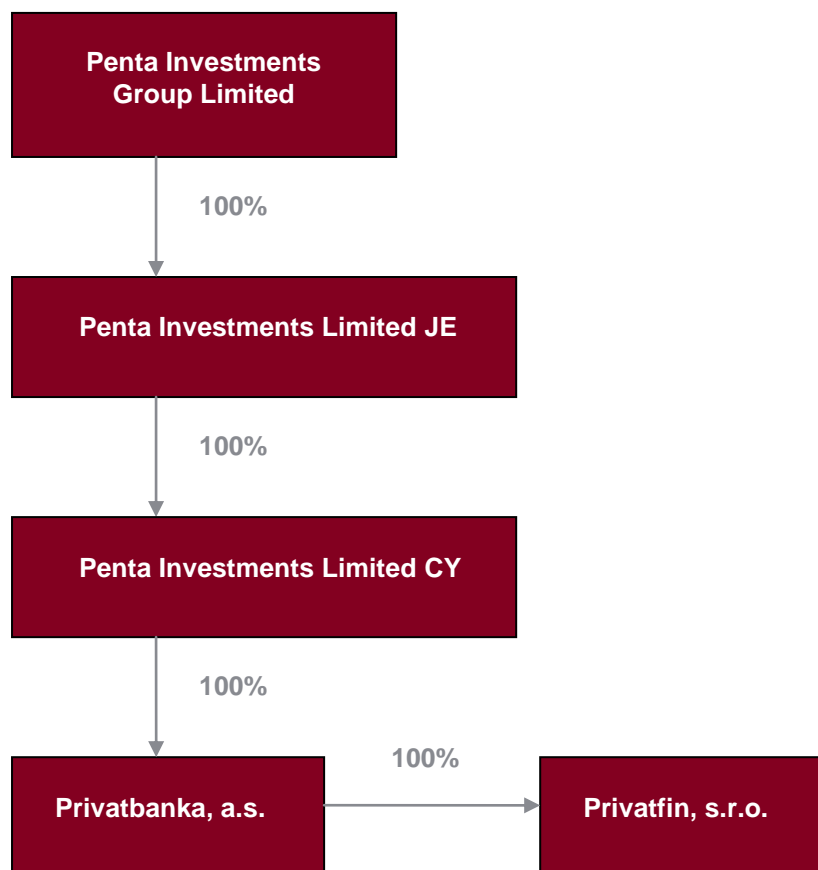 Penta Investments
Group Limited
100%
Penta Investments Limited JE
100%
Penta Investments Limited CY
100%
100%
Privatbanka, a.s.
Privatfin, s.r.o.